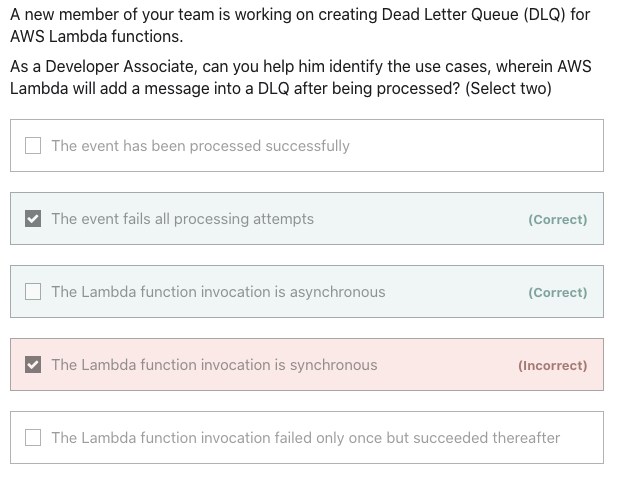 A new member of your team is working on creating Dead Letter Queue (DLQ) for
AWS Lambda functions.
As a Developer Associate, can you help him identify the use cases, wherein AWS
Lambda will add a message into a DLQ after being processed? (Select two)
The event has been processed successfully
The event fails all processing attempts (Correct)
The Lambda function invocation is asynchronous (Correct)
The Lambda function invocation is synchronous (Incorrect)
The Lambda function invocation failed only once but succeeded thereafter